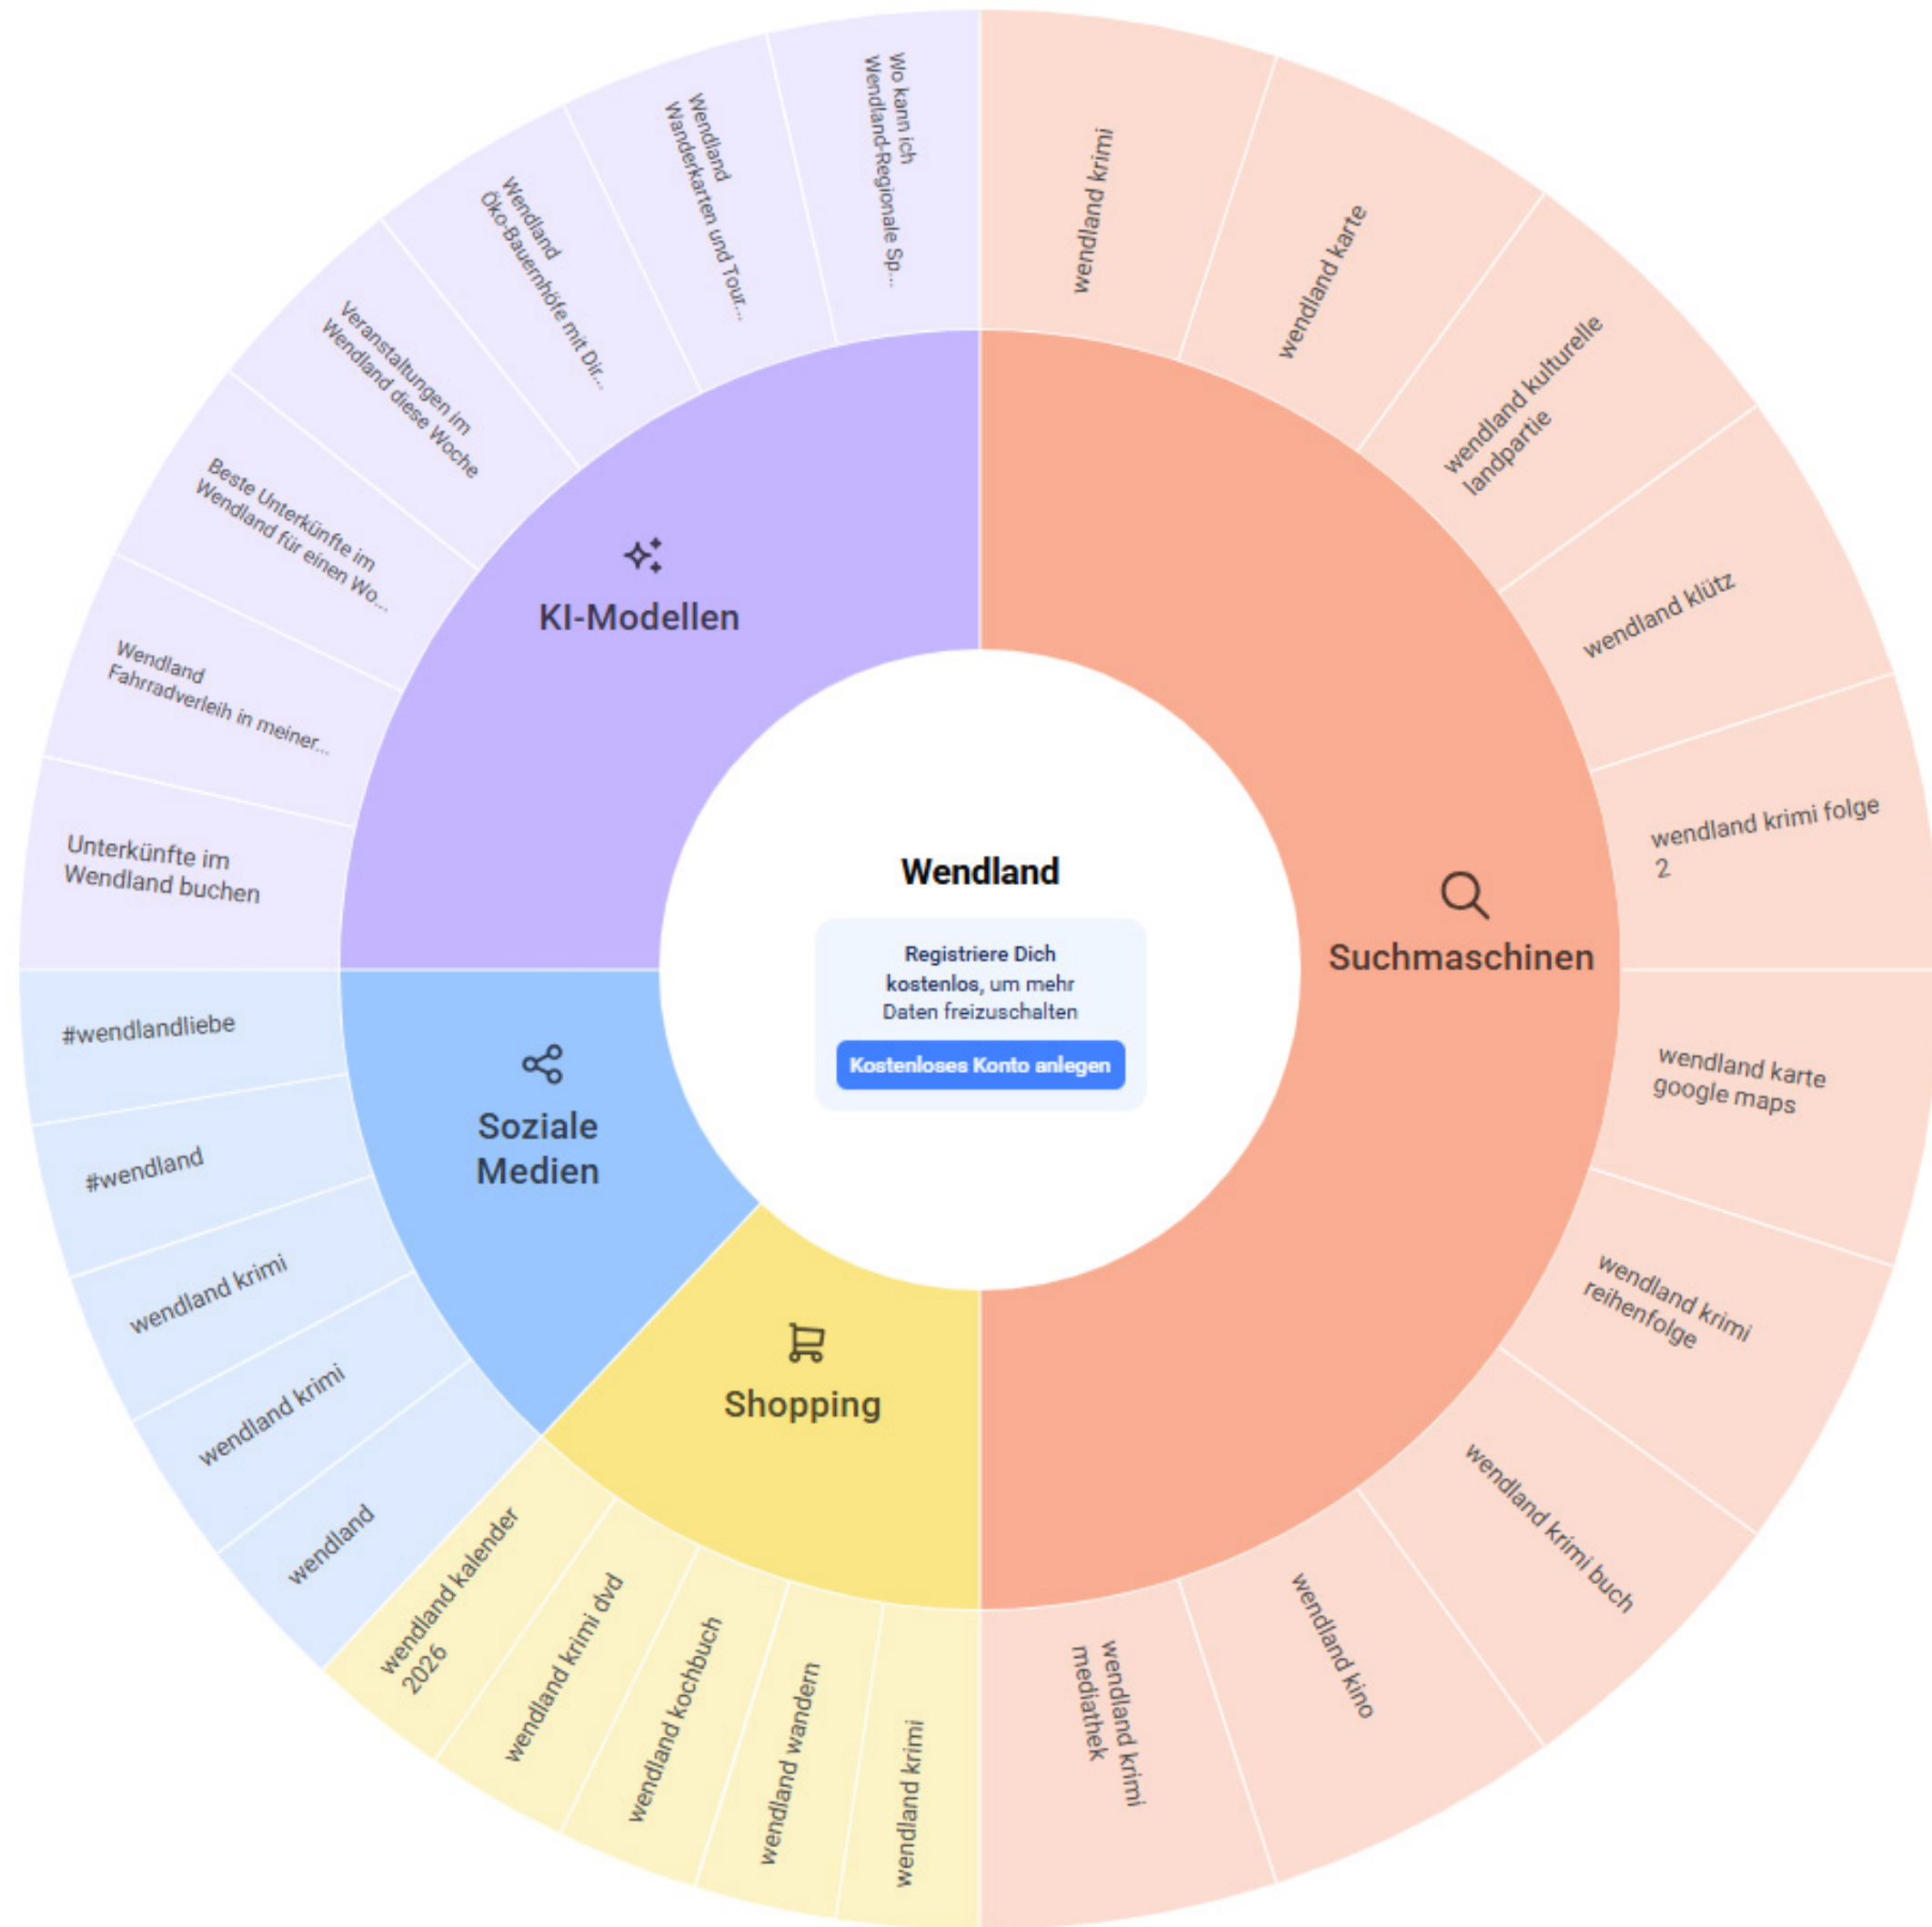 Wendland
Registriere Dich
kostenlos, um mehr
Daten freizuschalten
Kostenloses Konto anlegen
Suchmaschinen
wendland krimi
wendland karte
wendland kulturelle
landpartie
wendland klütz
wendland krimi folge
2
wendland karte
google maps
wendland krimi
reihenfolge
wendland krimi buch
wendland kino
wendland krimi
mediathek
Shopping
wendland krimi
wendland wandern
wendland kochbuch
wendland krimi dvd
wendland kalender
2026
Soziale
Medien
wendland
wendland krimi
wendland krimi
#wendland
#wendlandliebe
KI-Modellen
Unterkünfte im
Wendland buchen
Wendland
Fahrradverleih in meiner...
Beste Unterkünfte im
Wendland für einen Wo...
Veranstaltungen im
Wendland diese Woche
Wendland
Öko-Bauernhöfe mit Dir...
Wendland
Wanderkarten und Tour...
Wo kann ich
Wendland-Regionale Sp...